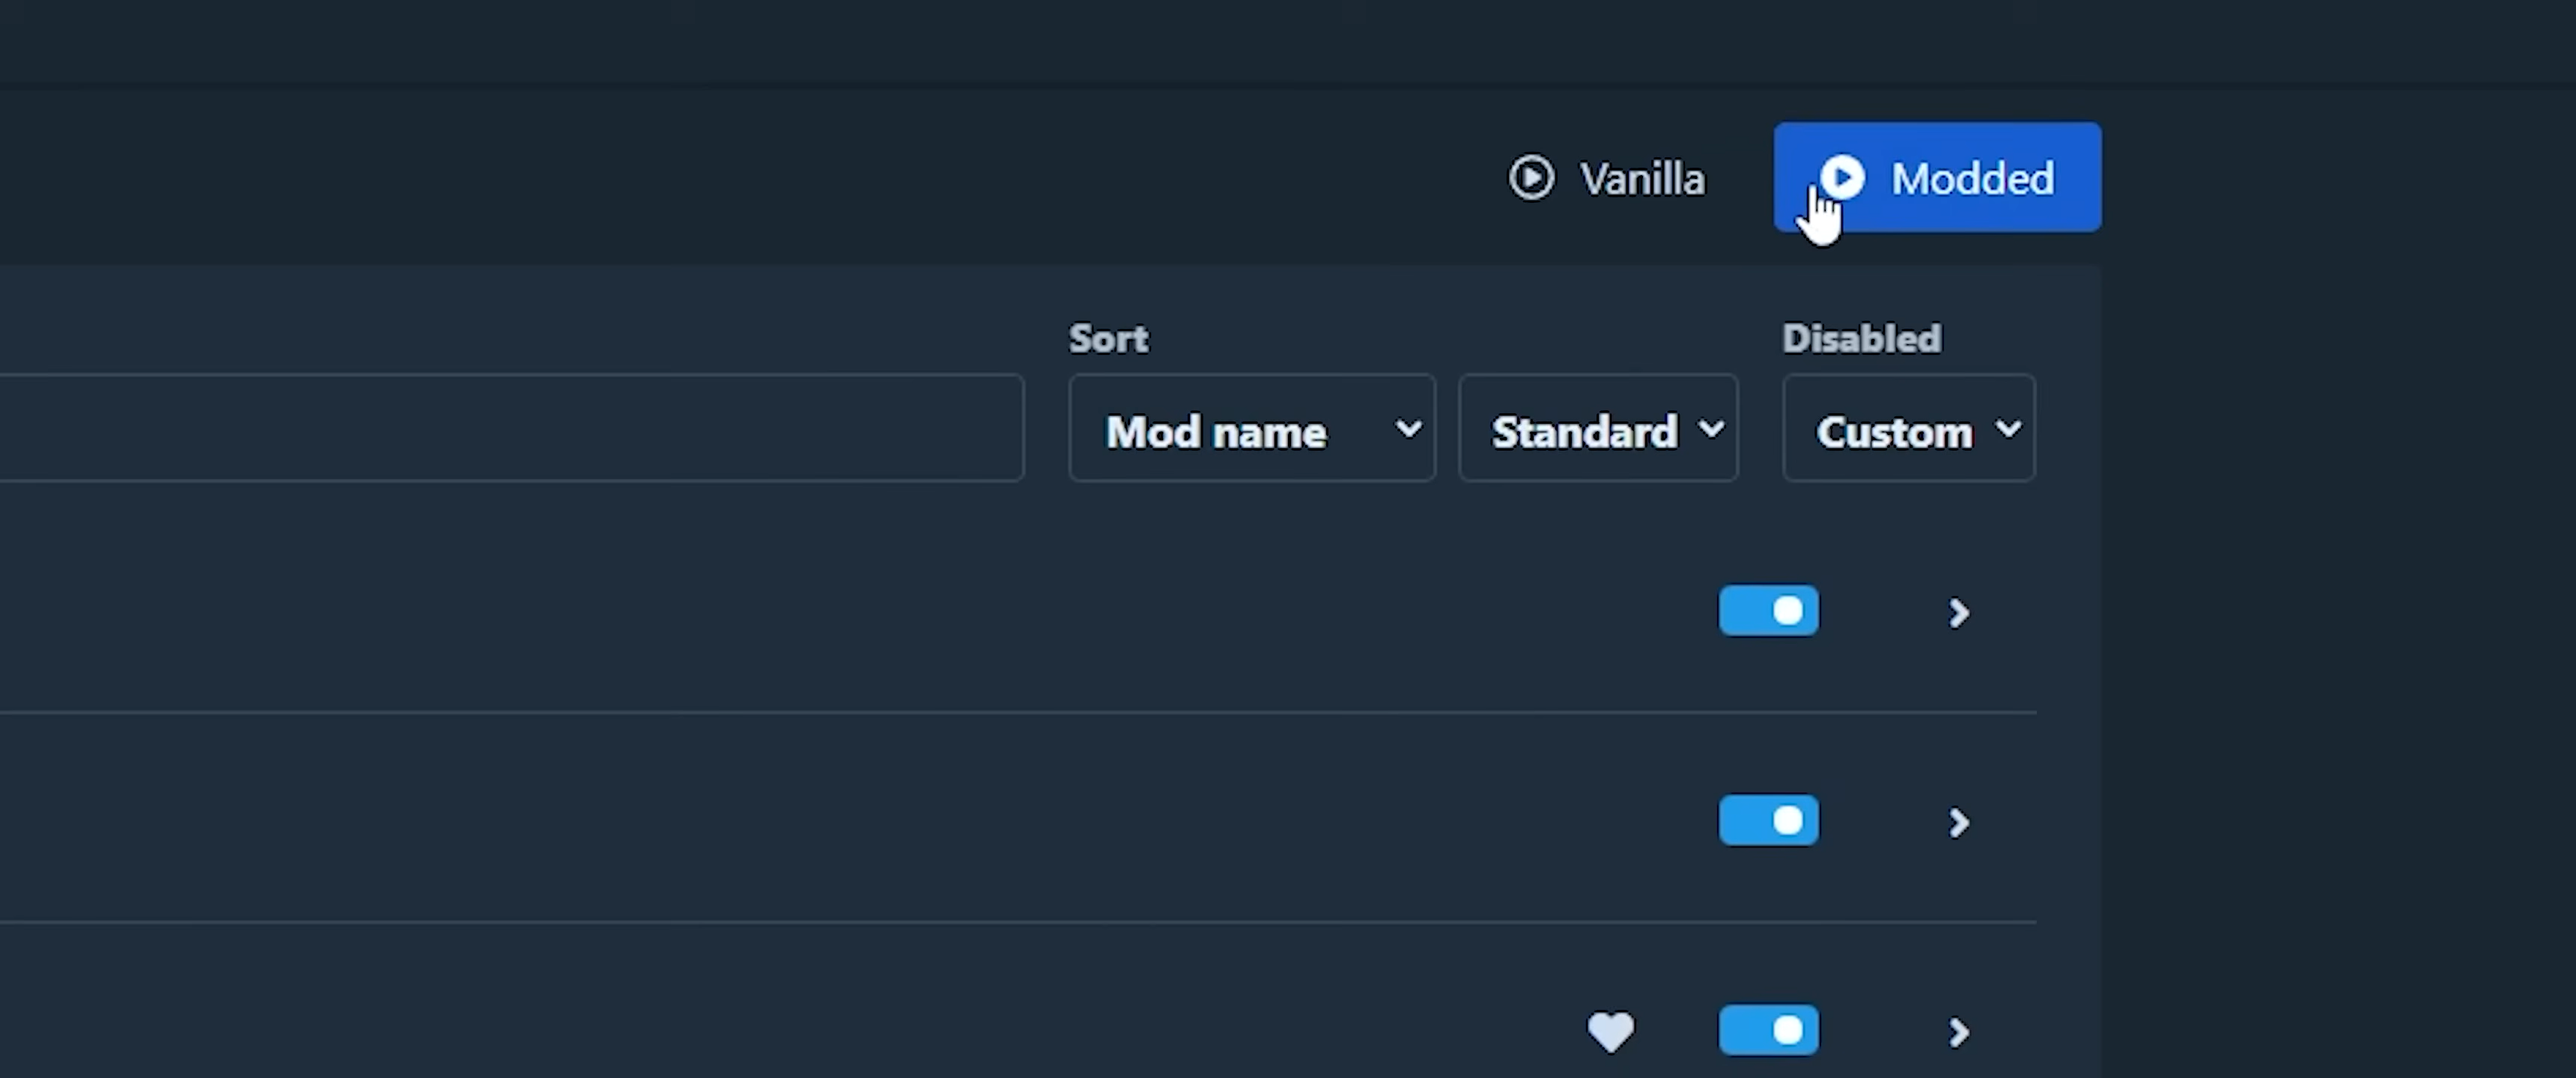 Vanilla
Modded
Sort
Disabled
Mod name
Standard
Custom